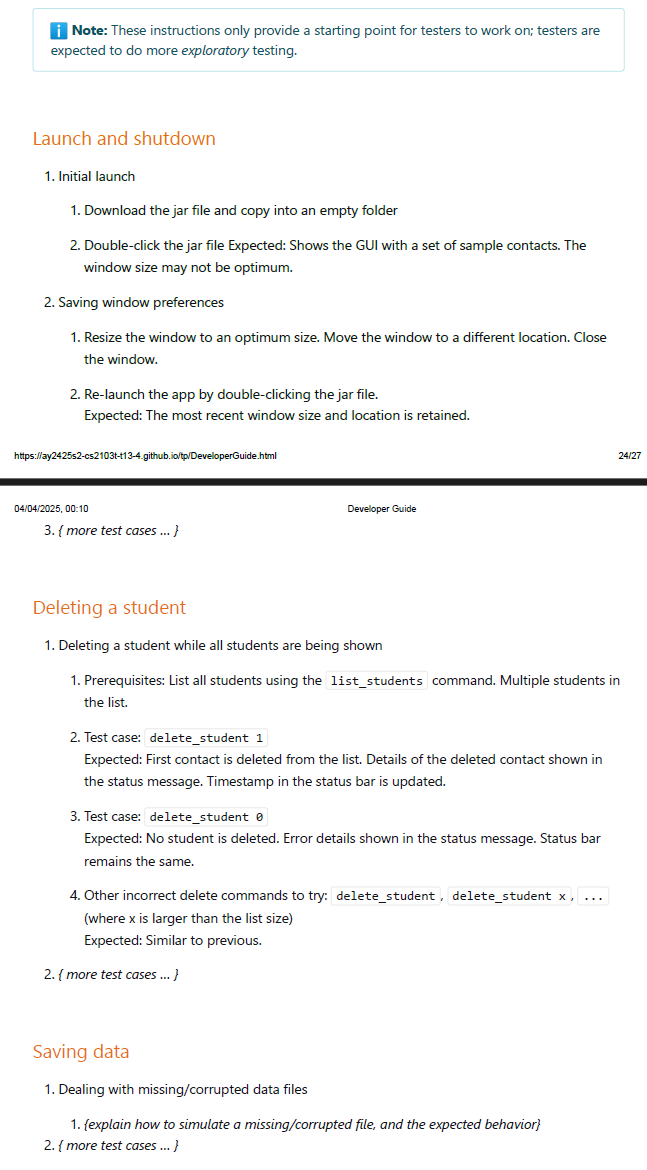 ℹ️ Note: These instructions only provide a starting point for testers to work on; testers are
expected to do more exploratory testing.
Launch and shutdown
1. Initial launch
1. Download the jar file and copy into an empty folder
2. Double-click the jar file Expected: Shows the GUI with a set of sample contacts. The
window size may not be optimum.
2. Saving window preferences
1. Resize the window to an optimum size. Move the window to a different location. Close
the window.
2. Re-launch the app by double-clicking the jar file.
Expected: The most recent window size and location is retained.
https://ay2425s2-cs2103t-t13-4.github.io/tp/DeveloperGuide.html 24/27
04/04/2025, 00:10 Developer Guide
3. { more test cases … }
Deleting a student
1. Deleting a student while all students are being shown
1. Prerequisites: List all students using the list_students command. Multiple students in
the list.
2. Test case: delete_student 1
Expected: First contact is deleted from the list. Details of the deleted contact shown in
the status message. Timestamp in the status bar is updated.
3. Test case: delete_student 0
Expected: No student is deleted. Error details shown in the status message. Status bar
remains the same.
4. Other incorrect delete commands to try: delete_student, delete_student x, ...
(where x is larger than the list size)
Expected: Similar to previous.
2. { more test cases … }
Saving data
1. Dealing with missing/corrupted data files
1. {explain how to simulate a missing/corrupted file, and the expected behavior}
2. { more test cases … }